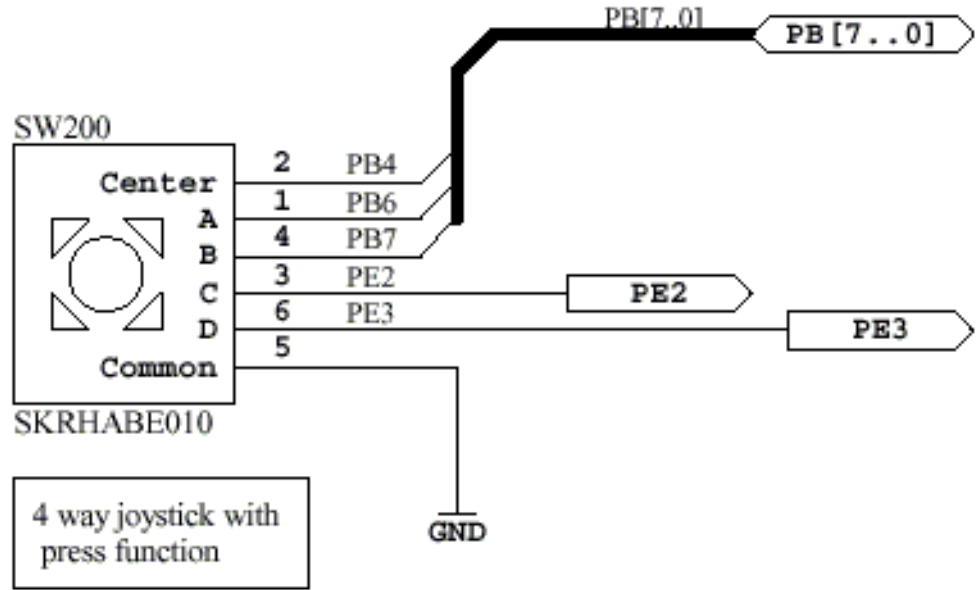 PB[7..0]
PB[7..0]
SW200
Center 2 PB4
A 1 PB6
B 4 PB7
C 3 PE2 PE2
D 6 PE3 PE3
Common 5
SKRHABE010
4 way joystick with
press function
GND